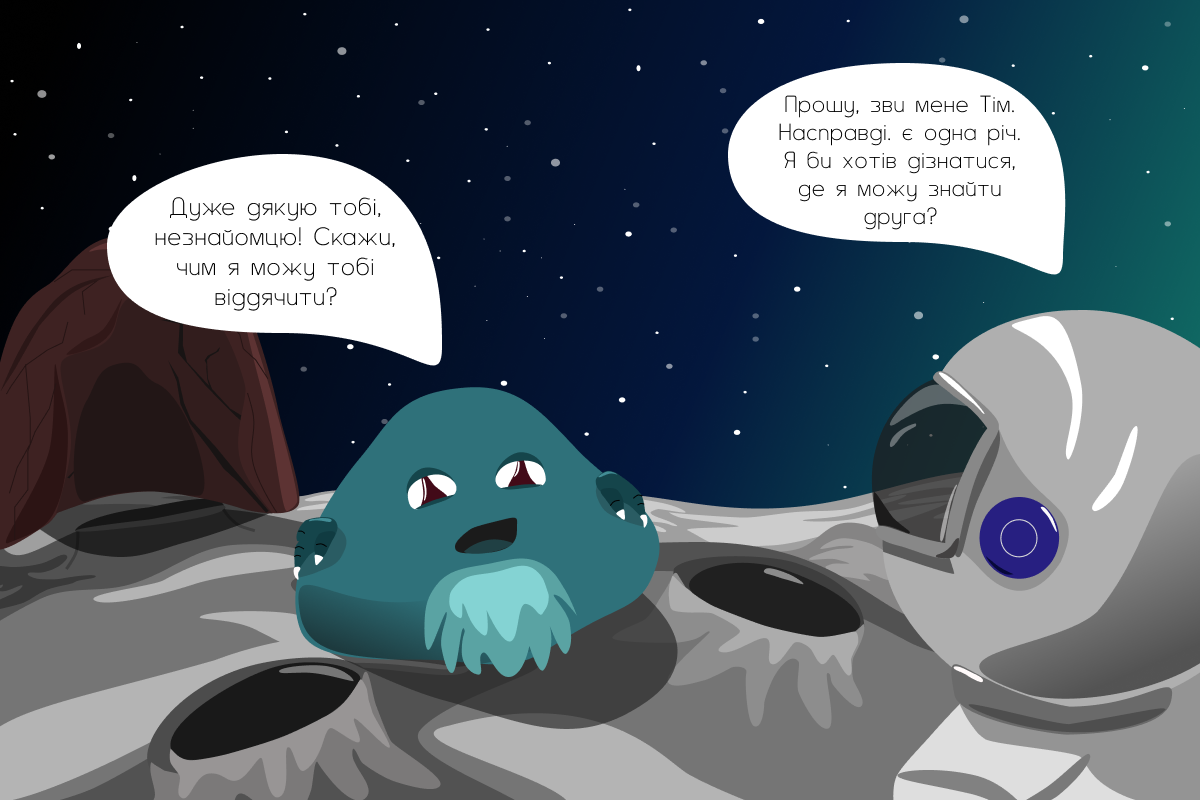 Дуже дякую тобі,
незнайомцю! Скажи,
чим я можу тобі
віддячити?
Прошу, зви мене Тім.
Насправді. є одна річ.
Я би хотів дізнатися,
де я можу знайти
друга?